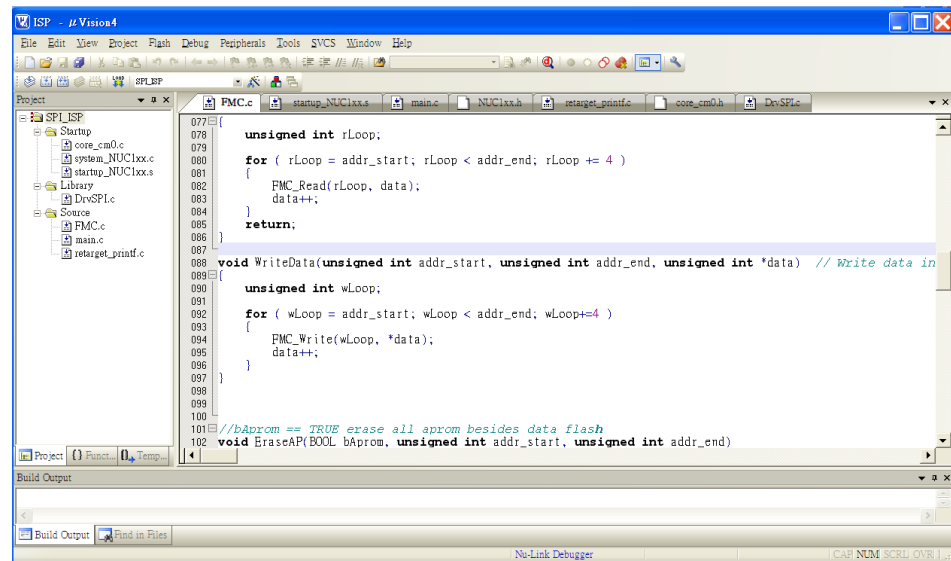 ISP - µVision4
File Edit View Project Flash Debug Peripherals Tools SVCS Window Help
SPI_ISP
Project
FMC.c startup_NUC1xx.s main.c NUC1xx.h retarget_printf.c core_cm0.h DrvSPI.c
SPI_ISP
Startup
core_cm0.c
system_NUC1xx.c
startup_NUC1xx.s
Library
DrvSPI.c
Source
FMC.c
main.c
retarget_printf.c
077 {
078 unsigned int rLoop;
079
080 for ( rLoop = addr_start; rLoop < addr_end; rLoop += 4 )
081 {
082 FMC_Read(rLoop, data);
083 data++;
084 }
085 return;
086 }
087
088 void WriteData(unsigned int addr_start, unsigned int addr_end, unsigned int *data) // Write data in
089 {
090 unsigned int wLoop;
091
092 for ( wLoop = addr_start; wLoop < addr_end; wLoop+=4 )
093 {
094 FMC_Write(wLoop, *data);
095 data++;
096 }
097 }
098
099
100
101 //bAprom == TRUE erase all aprom besides data flash
102 void EraseAP(BOOL bAprom, unsigned int addr_start, unsigned int addr_end)
Project {} Funct... Temp...
Build Output
Build Output Find in Files
Nu-Link Debugger CAP NUM SCRL OVR